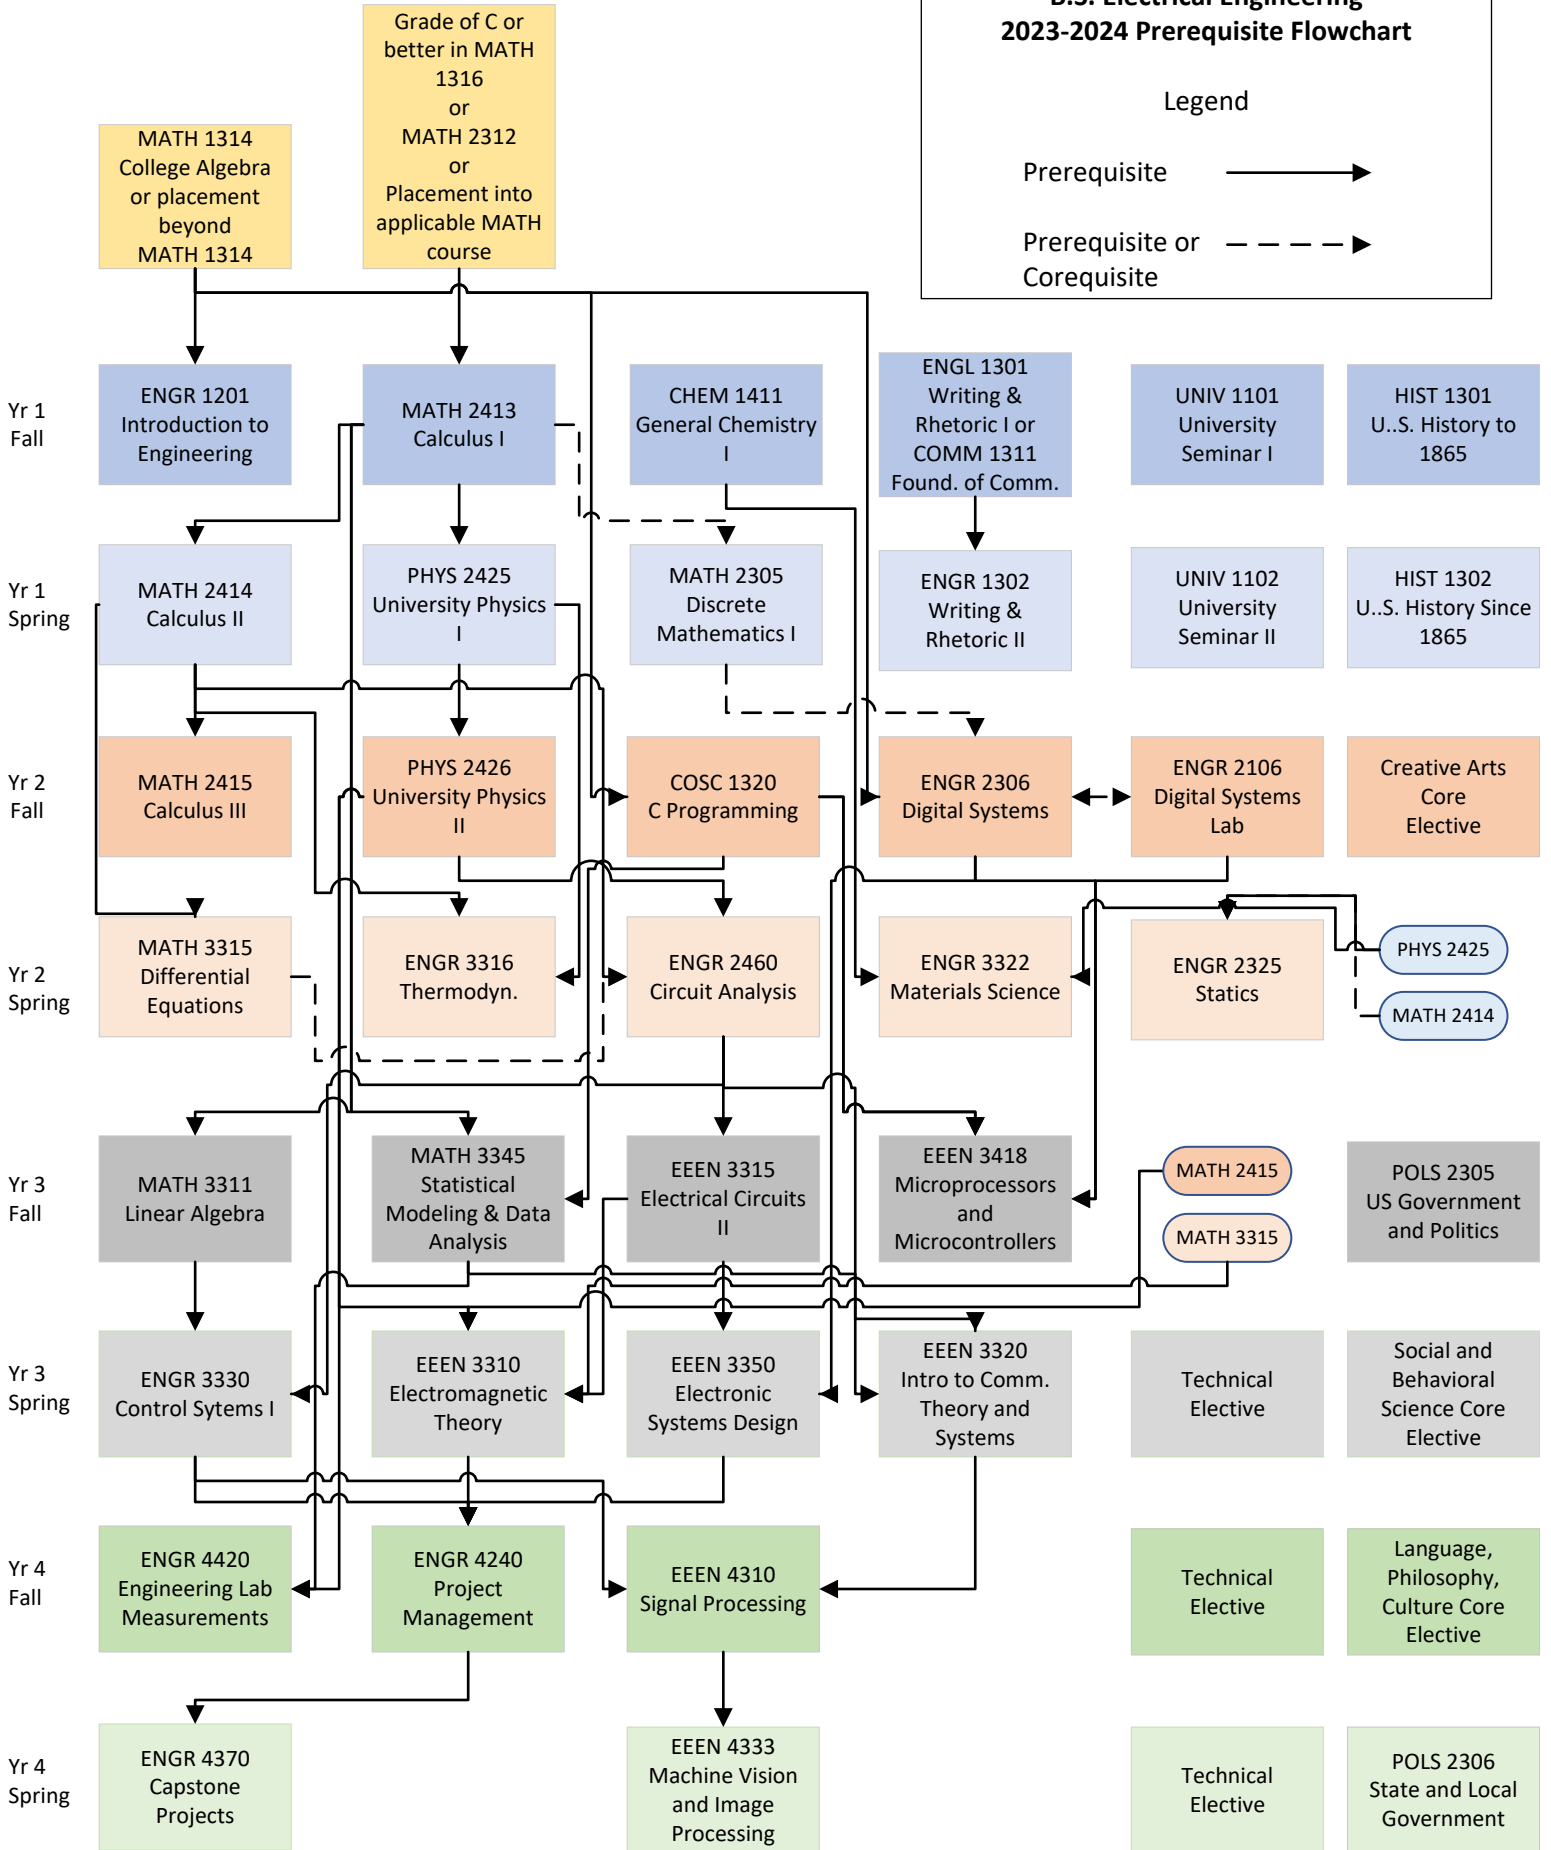 B.S. Electrical Engineering
2023-2024 Prerequisite Flowchart
Legend
Prerequisite
Prerequisite or
Corequisite
MATH 1314
College Algebra
or placement
beyond
MATH 1314
Grade of C or
better in MATH
1316
or
MATH 2312
or
Placement into
applicable MATH
course
Yr 1
Fall
ENGR 1201
Introduction to
Engineering
MATH 2413
Calculus I
CHEM 1411
General Chemistry
I
ENGL 1301
Writing &
Rhetoric I or
COMM 1311
Found. of Comm.
UNIV 1101
University
Seminar I
HIST 1301
U..S. History to
1865
Yr 1
Spring
MATH 2414
Calculus II
PHYS 2425
University Physics
I
MATH 2305
Discrete
Mathematics I
ENGR 1302
Writing &
Rhetoric II
UNIV 1102
University
Seminar II
HIST 1302
U..S. History Since
1865
Yr 2
Fall
MATH 2415
Calculus III
PHYS 2426
University Physics
II
COSC 1320
C Programming
ENGR 2306
Digital Systems
ENGR 2106
Digital Systems
Lab
Creative Arts
Core
Elective
Yr 2
Spring
MATH 3315
Differential
Equations
ENGR 3316
Thermodyn.
ENGR 2460
Circuit Analysis
ENGR 3322
Materials Science
ENGR 2325
Statics
PHYS 2425
MATH 2414
Yr 3
Fall
MATH 3311
Linear Algebra
MATH 3345
Statistical
Modeling & Data
Analysis
EEEN 3315
Electrical Circuits
II
EEEN 3418
Microprocessors
and
Microcontrollers
MATH 2415
MATH 3315
POLS 2305
US Government
and Politics
Yr 3
Spring
ENGR 3330
Control Sytems I
EEEN 3310
Electromagnetic
Theory
EEEN 3350
Electronic
Systems Design
EEEN 3320
Intro to Comm.
Theory and
Systems
Technical
Elective
Social and
Behavioral
Science Core
Elective
Yr 4
Fall
ENGR 4420
Engineering Lab
Measurements
ENGR 4240
Project
Management
EEEN 4310
Signal Processing
Technical
Elective
Language,
Philosophy,
Culture Core
Elective
Yr 4
Spring
ENGR 4370
Capstone
Projects
EEEN 4333
Machine Vision
and Image
Processing
Technical
Elective
POLS 2306
State and Local
Government